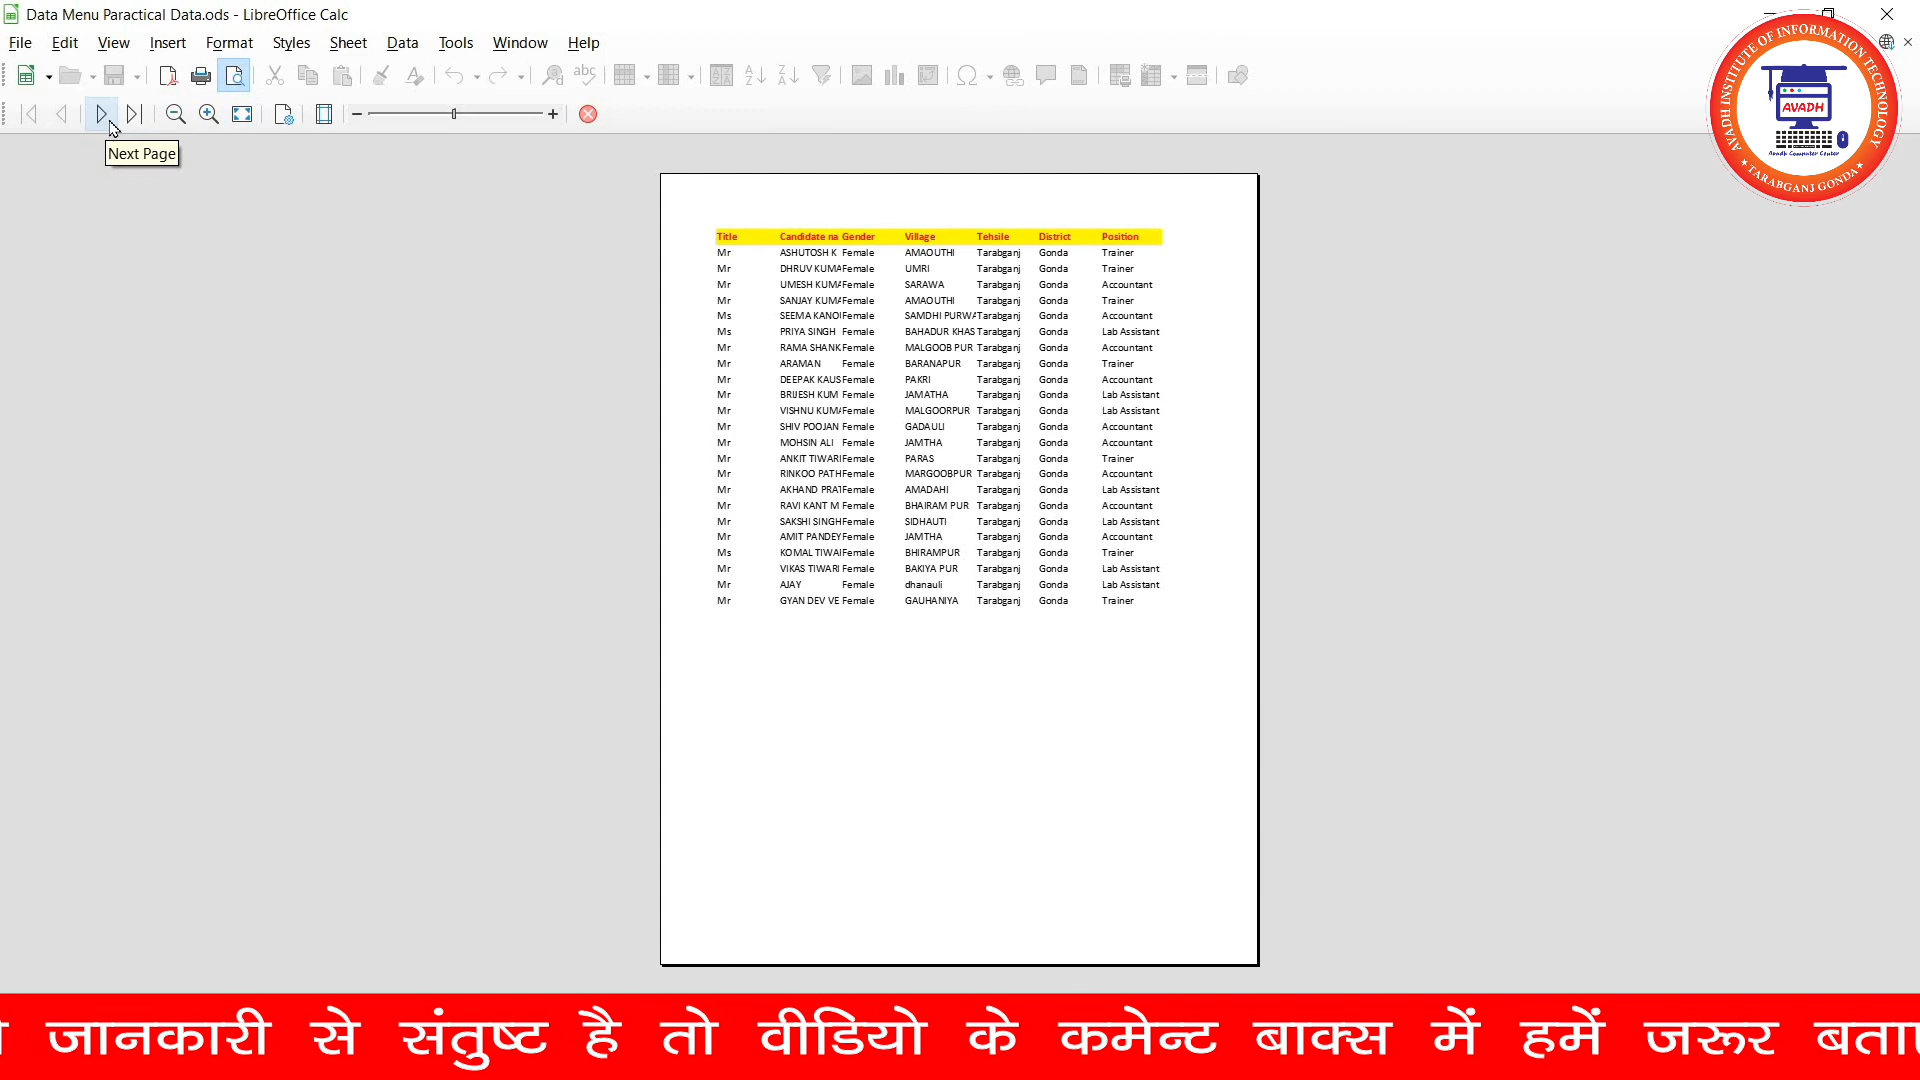 Data Menu Paractical Data.ods - LibreOffice Calc
File Edit View Insert Format Styles Sheet Data Tools Window Help
Next Page
AVADH INSTITUTE OF INFORMATION TECHNOLOGY
AVADH
Avadh Computer Center
TARABGANJ GONDA
Title Candidate na Gender Village Tehsile District Position
Mr ASHUTOSH K Female AMAOUTHI Tarabganj Gonda Trainer
Mr DHRUV KUMA Female UMRI Tarabganj Gonda Trainer
Mr UMESH KUMA Female SARAWA Tarabganj Gonda Accountant
Mr SANJAY KUMA Female AMAOUTHI Tarabganj Gonda Trainer
Ms SEEMA KANO Female SAMDHI PURWA Tarabganj Gonda Accountant
Ms PRIYA SINGH Female BAHADUR KHAS Tarabganj Gonda Lab Assistant
Mr RAMA SHANK Female MALGOOB PUR Tarabganj Gonda Accountant
Mr ARAMAN Female BARANAPUR Tarabganj Gonda Trainer
Mr DEEPAK KAUS Female PAKRI Tarabganj Gonda Accountant
Mr BRIJESH KUM Female JAMATHA Tarabganj Gonda Lab Assistant
Mr VISHNU KUMA Female MALGOORPUR Tarabganj Gonda Lab Assistant
Mr SHIV POOJAN Female GADAULI Tarabganj Gonda Accountant
Mr MOHSIN ALI Female JAMTHA Tarabganj Gonda Accountant
Mr ANKIT TIWARI Female PARAS Tarabganj Gonda Trainer
Mr RINKOO PATH Female MARGOOBPUR Tarabganj Gonda Accountant
Mr AKHAND PRAT Female AMADAHI Tarabganj Gonda Lab Assistant
Mr RAVI KANT M Female BHAIRAM PUR Tarabganj Gonda Accountant
Mr SAKSHI SINGH Female SIDHAUTI Tarabganj Gonda Lab Assistant
Mr AMIT PANDEY Female JAMTHA Tarabganj Gonda Accountant
Ms KOMAL TIWAI Female BHIRAMPUR Tarabganj Gonda Trainer
Mr VIKAS TIWARI Female BAKIYA PUR Tarabganj Gonda Lab Assistant
Mr AJAY Female dhanauli Tarabganj Gonda Lab Assistant
Mr GYAN DEV VE Female GAUHANIYA Tarabganj Gonda Trainer
जानकारी से संतुष्ट है तो वीडियो के कमेन्ट बाक्स में हमें जरूर